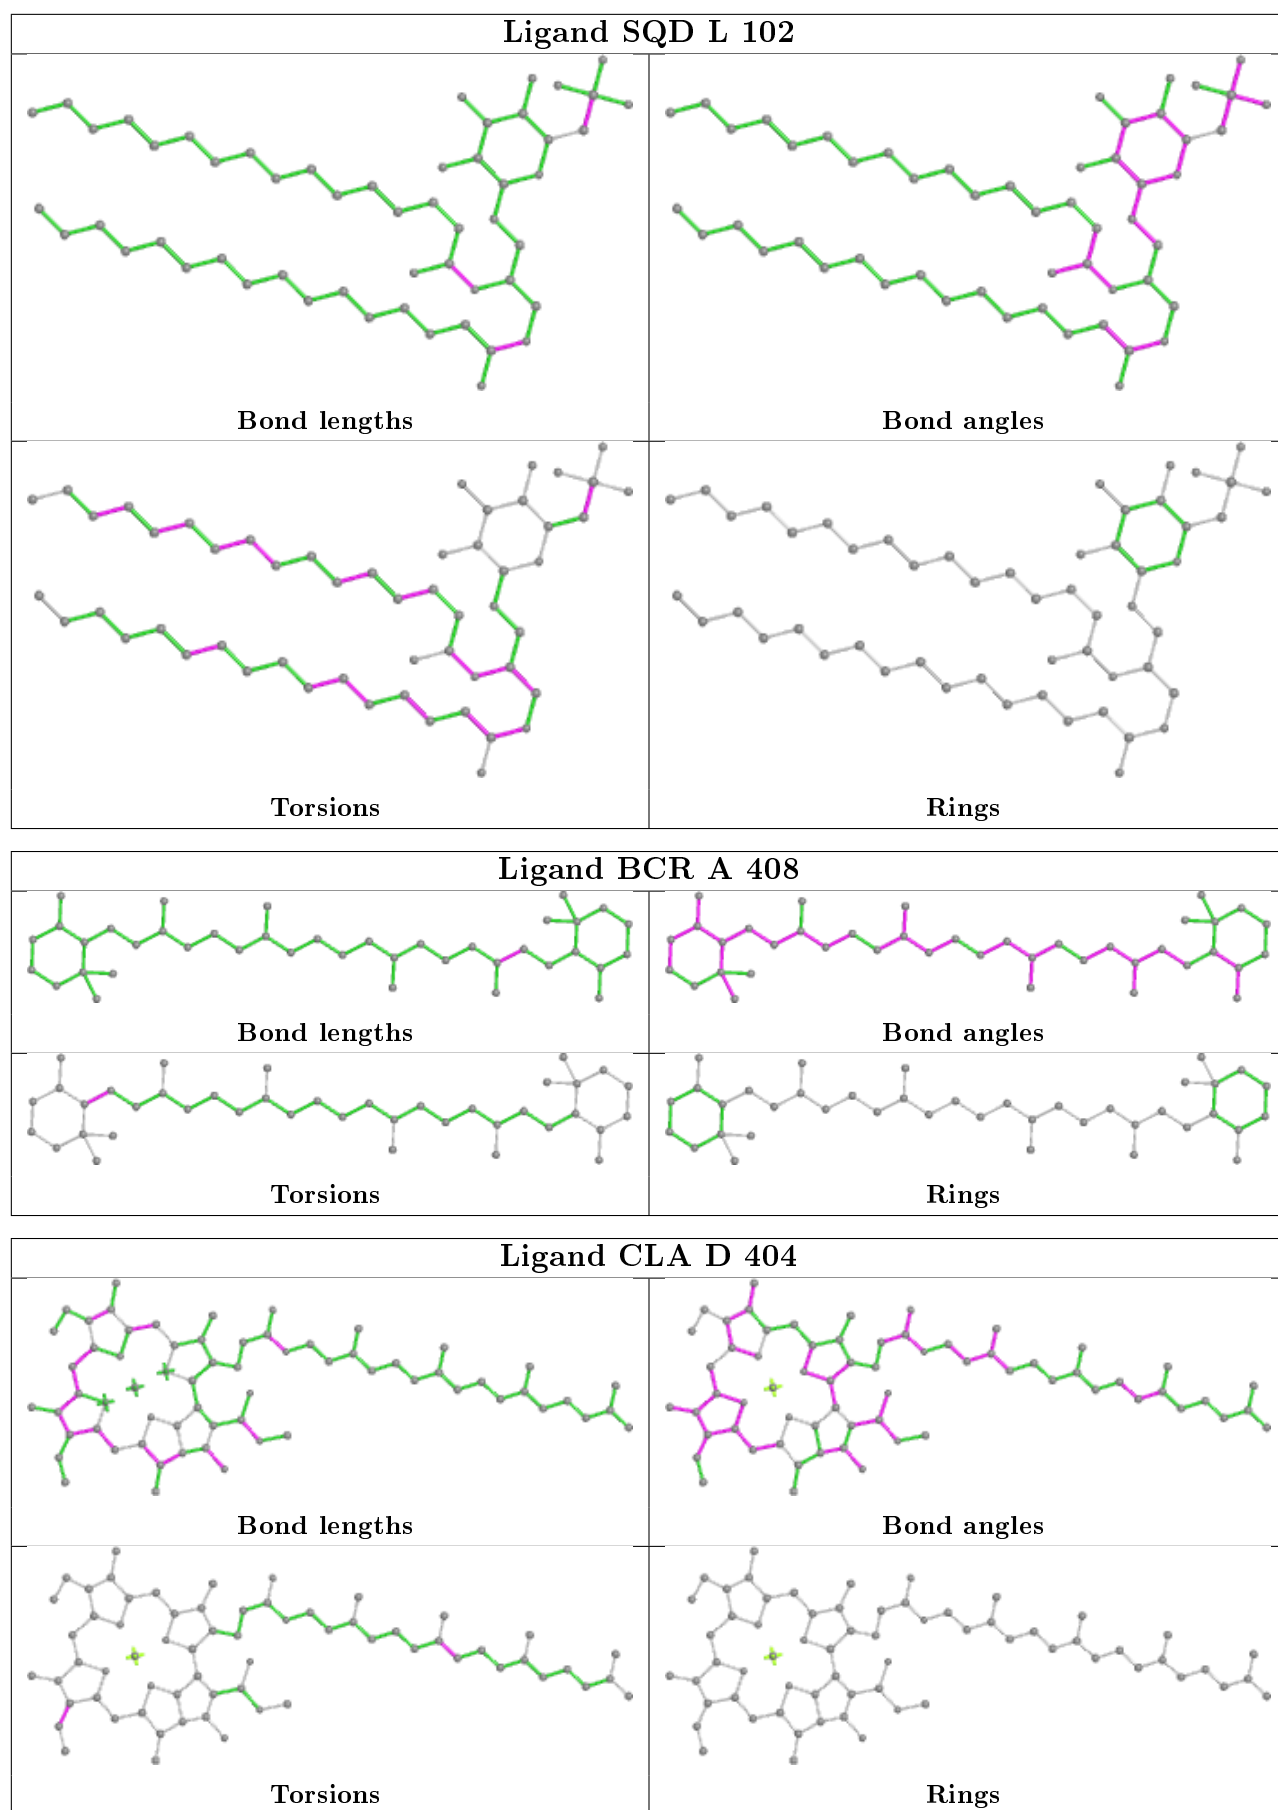 Ligand SQD L 102
Bond lengths
Bond angles
Torsions
Rings
Ligand BCR A 408
Bond lengths
Bond angles
Torsions
Rings
Ligand CLA D 404
Bond lengths
Bond angles
Torsions
Rings